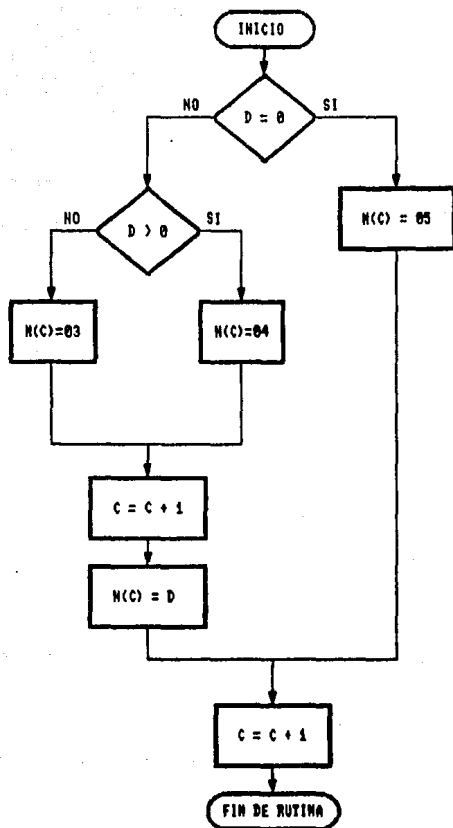 INICIO
NO
SI
D = 0
N(C) = 05
NO
SI
D > 0
N(C)=03
N(C)=04
C = C + 1
N(C) = D
C = C + 1
FIN DE RUTINA